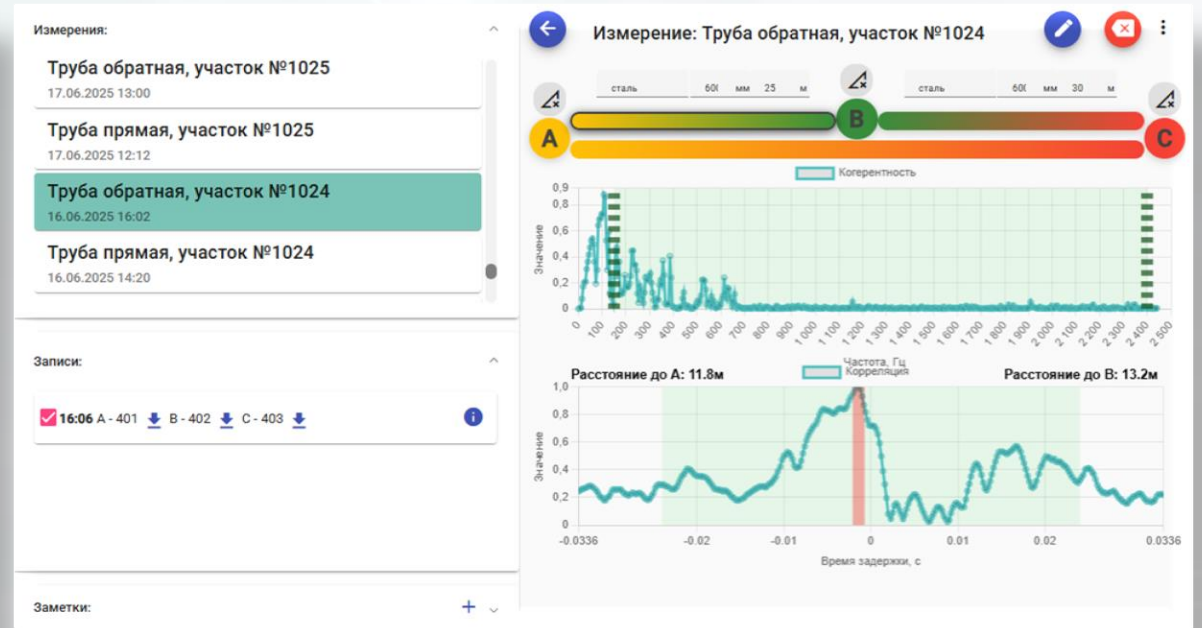 Измерения:
Труба обратная, участок №1025
17.06.2025 13:00
Труба прямая, участок №1025
17.06.2025 12:12
Труба обратная, участок №1024
16.06.2025 16:02
Труба прямая, участок №1024
16.06.2025 14:20
Записи:
16:06 A - 401 B - 402 C - 403
Заметки:
Измерение: Труба обратная, участок №1024
сталь 60( мм 25 м
сталь 60( мм 30 м
A B C
Когерентность
Значение
0,9
0,8
0,6
0,4
0,2
0
0 100 200 300 400 500 600 700 800 900 1 000 1 100 1 200 1 300 1 400 1 500 1 600 1 700 1 800 1 900 2 000 2 100 2 200 2 300 2 400 2 500
Частота, Гц
Корреляция
Расстояние до А: 11.8м
Расстояние до В: 13.2м
Значение
1,0
0,8
0,6
0,4
0,2
0
-0.0336 -0.02 -0.01 0 0.01 0.02 0.0336
Время задержки, с